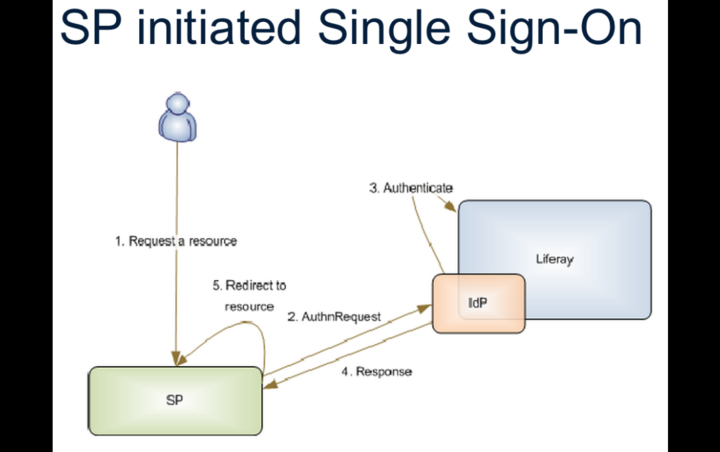 SP initiated Single Sign-On
3. Authenticate
1. Request a resource
Liferay
5. Redirect to
resource
IdP
2. AuthnRequest
4. Response
SP